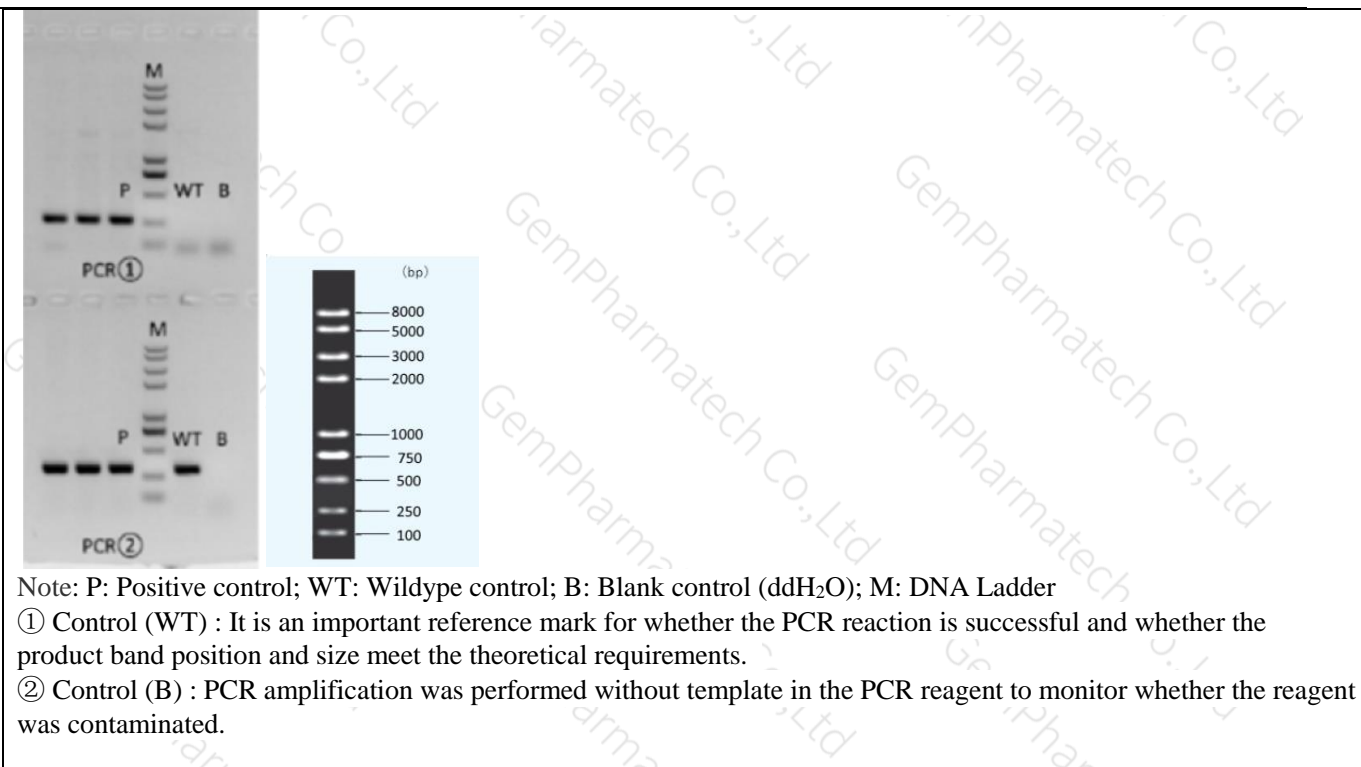 M
P WT B
PCR①
M
P WT B
PCR②
(bp)
8000
5000
3000
2000
1000
750
500
250
100
Note: P: Positive control; WT: Wildype control; B: Blank control (ddH₂O); M: DNA Ladder
① Control (WT) : It is an important reference mark for whether the PCR reaction is successful and whether the
product band position and size meet the theoretical requirements.
② Control (B) : PCR amplification was performed without template in the PCR reagent to monitor whether the reagent
was contaminated.
GemPharmatech Co.,Ltd